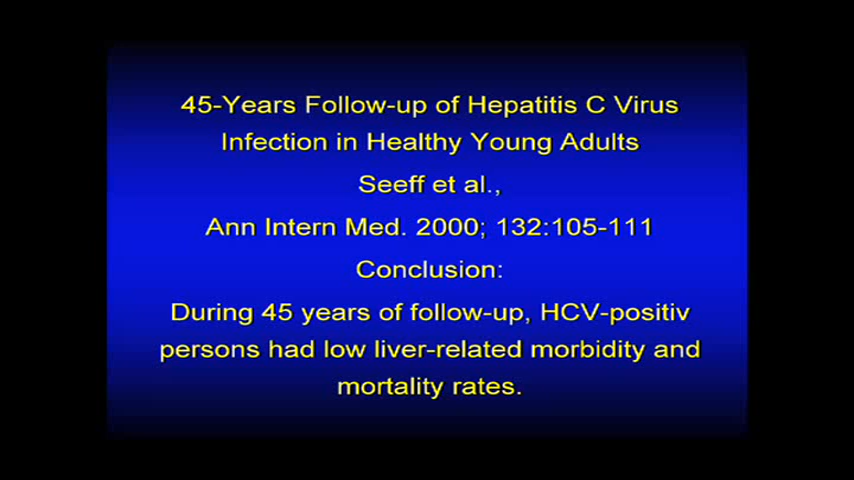 45-Years Follow-up of Hepatitis C Virus
Infection in Healthy Young Adults
Seeff et al.,
Ann Intern Med. 2000; 132:105-111
Conclusion:
During 45 years of follow-up, HCV-positiv
persons had low liver-related morbidity and
mortality rates.